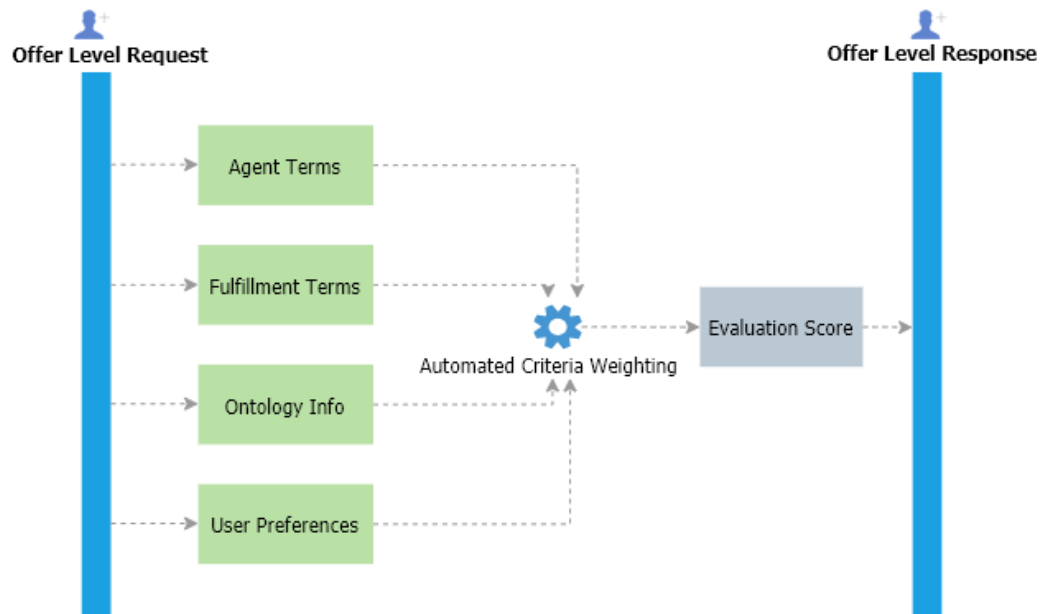 Offer Level Request
Offer Level Response
Agent Terms
Fulfillment Terms
Automated Criteria Weighting
Evaluation Score
Ontology Info
User Preferences